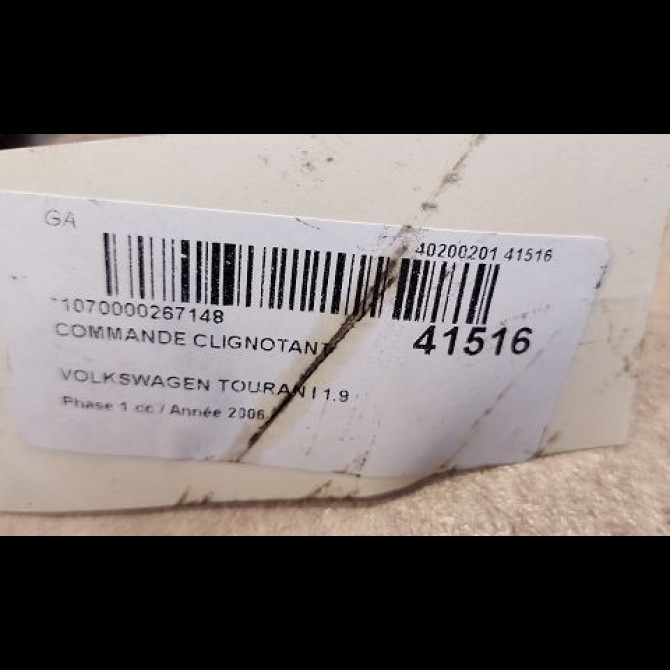 GA
40200201 41516
1070000267148
41516
COMMANDE CLIGNOTANT
VOLKSWAGEN TOURAN I 1.9
Phase 1 cc / Année 2006